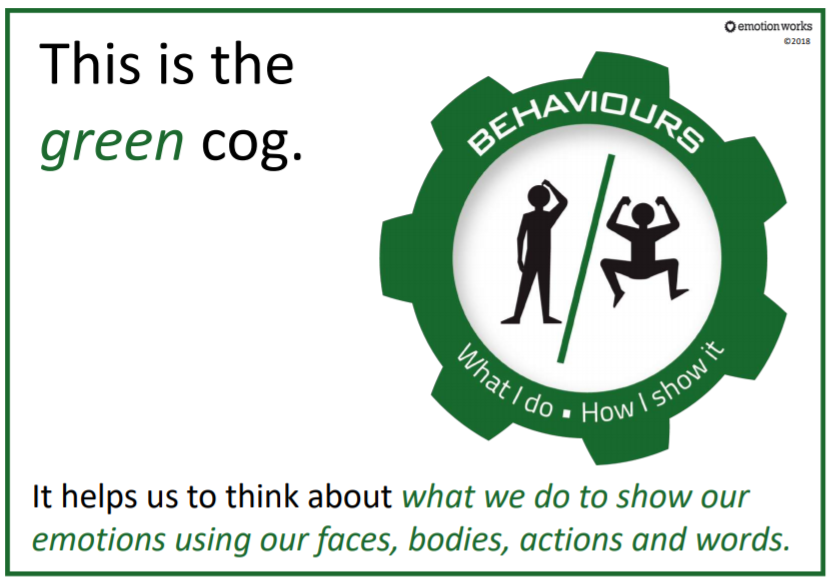 emotionworks
©2018
This is the
green cog.
BEHAVIOURS
What I do ▪ How I show it
It helps us to think about what we do to show our
emotions using our faces, bodies, actions and words.